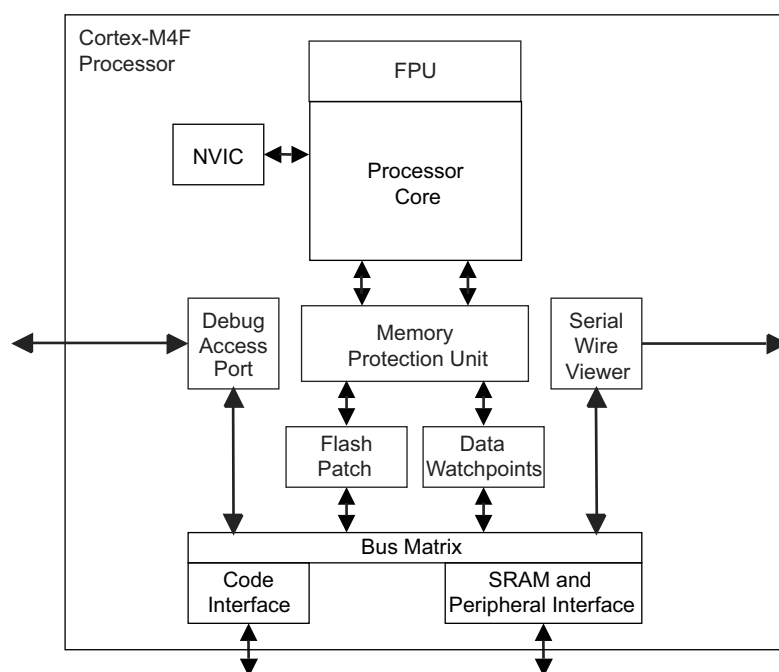 Cortex-M4F
Processor
FPU
NVIC
Processor
Core
Debug
Access
Port
Memory
Protection Unit
Serial
Wire
Viewer
Flash
Patch
Data
Watchpoints
Bus Matrix
Code
Interface
SRAM and
Peripheral Interface